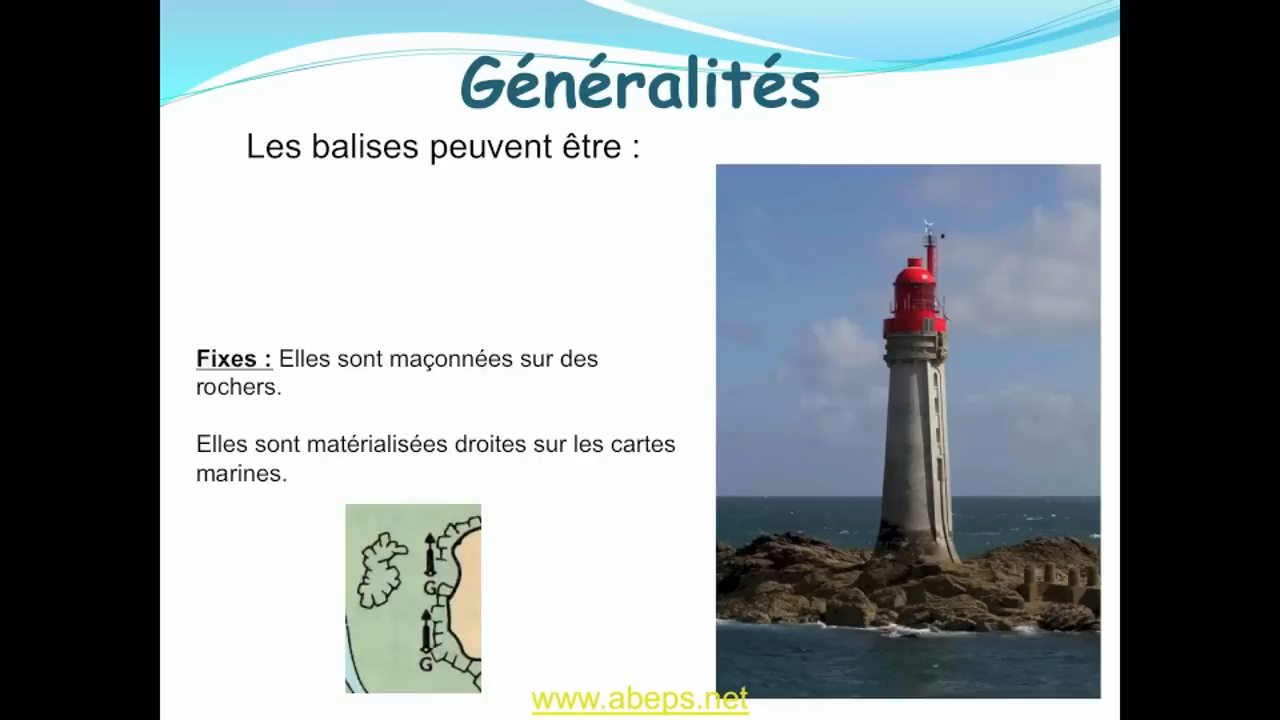 Généralités
Les balises peuvent être :
Fixes : Elles sont maçonnées sur des
rochers.
Elles sont matérialisées droites sur les cartes
marines.
G
G
www.abeps.net